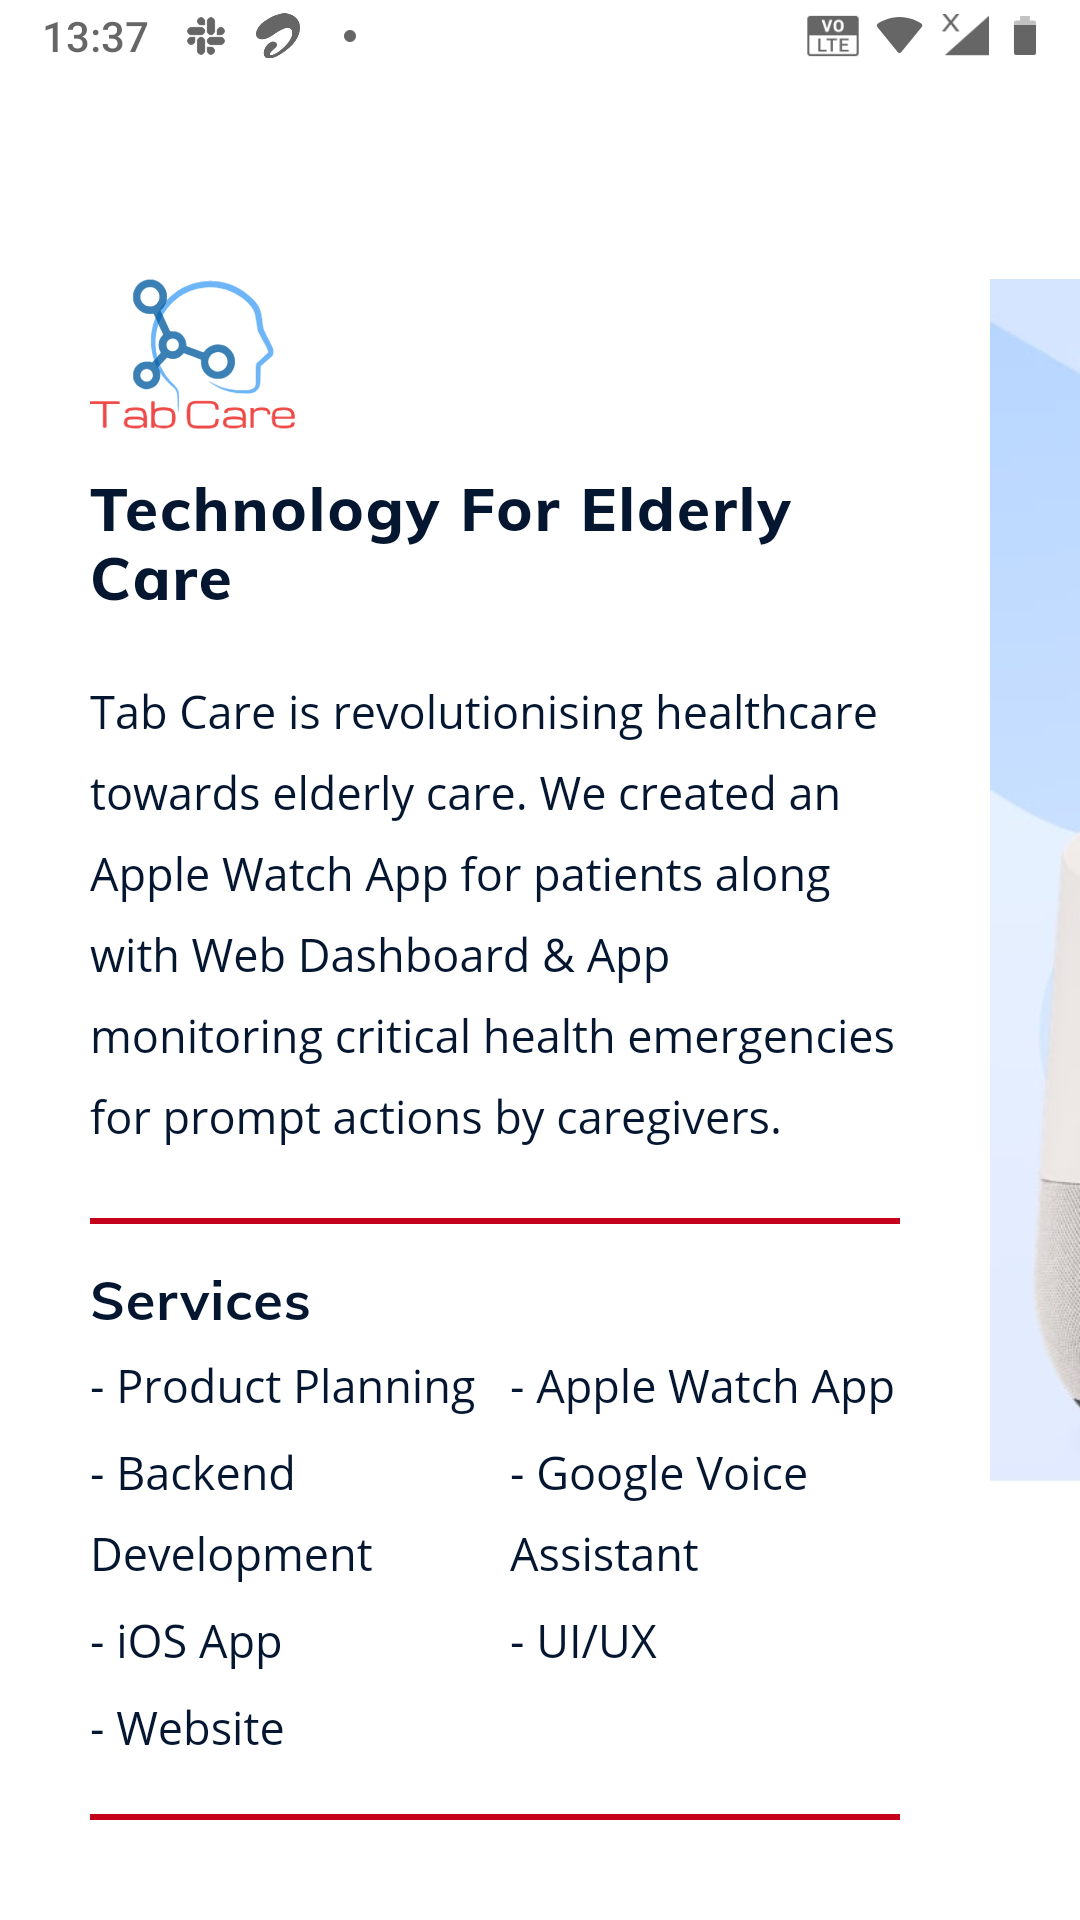 13:37
VO
LTE
X
Tab Care
Technology For Elderly
Care
Tab Care is revolutionising healthcare
towards elderly care. We created an
Apple Watch App for patients along
with Web Dashboard & App
monitoring critical health emergencies
for prompt actions by caregivers.
Services
- Product Planning
- Backend
Development
- iOS App
- Website
- Apple Watch App
- Google Voice
Assistant
- UI/UX